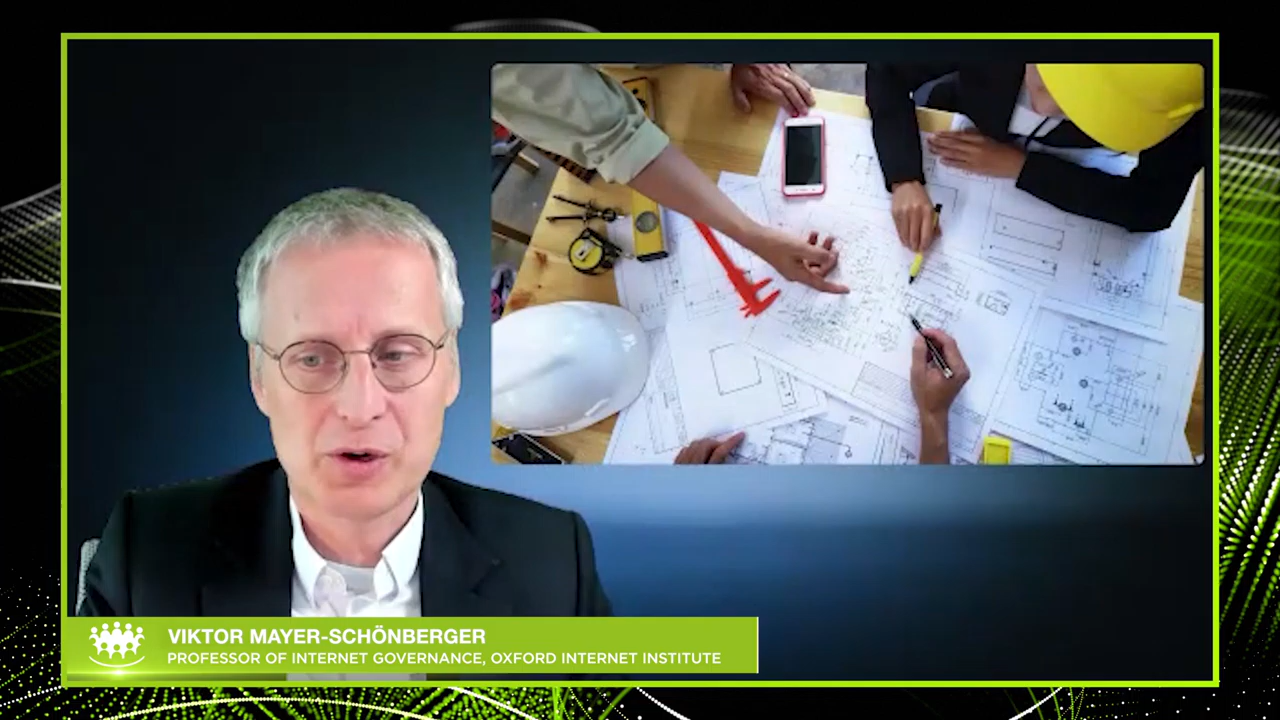 VIKTOR MAYER-SCHÖNBERGER
PROFESSOR OF INTERNET GOVERNANCE, OXFORD INTERNET INSTITUTE